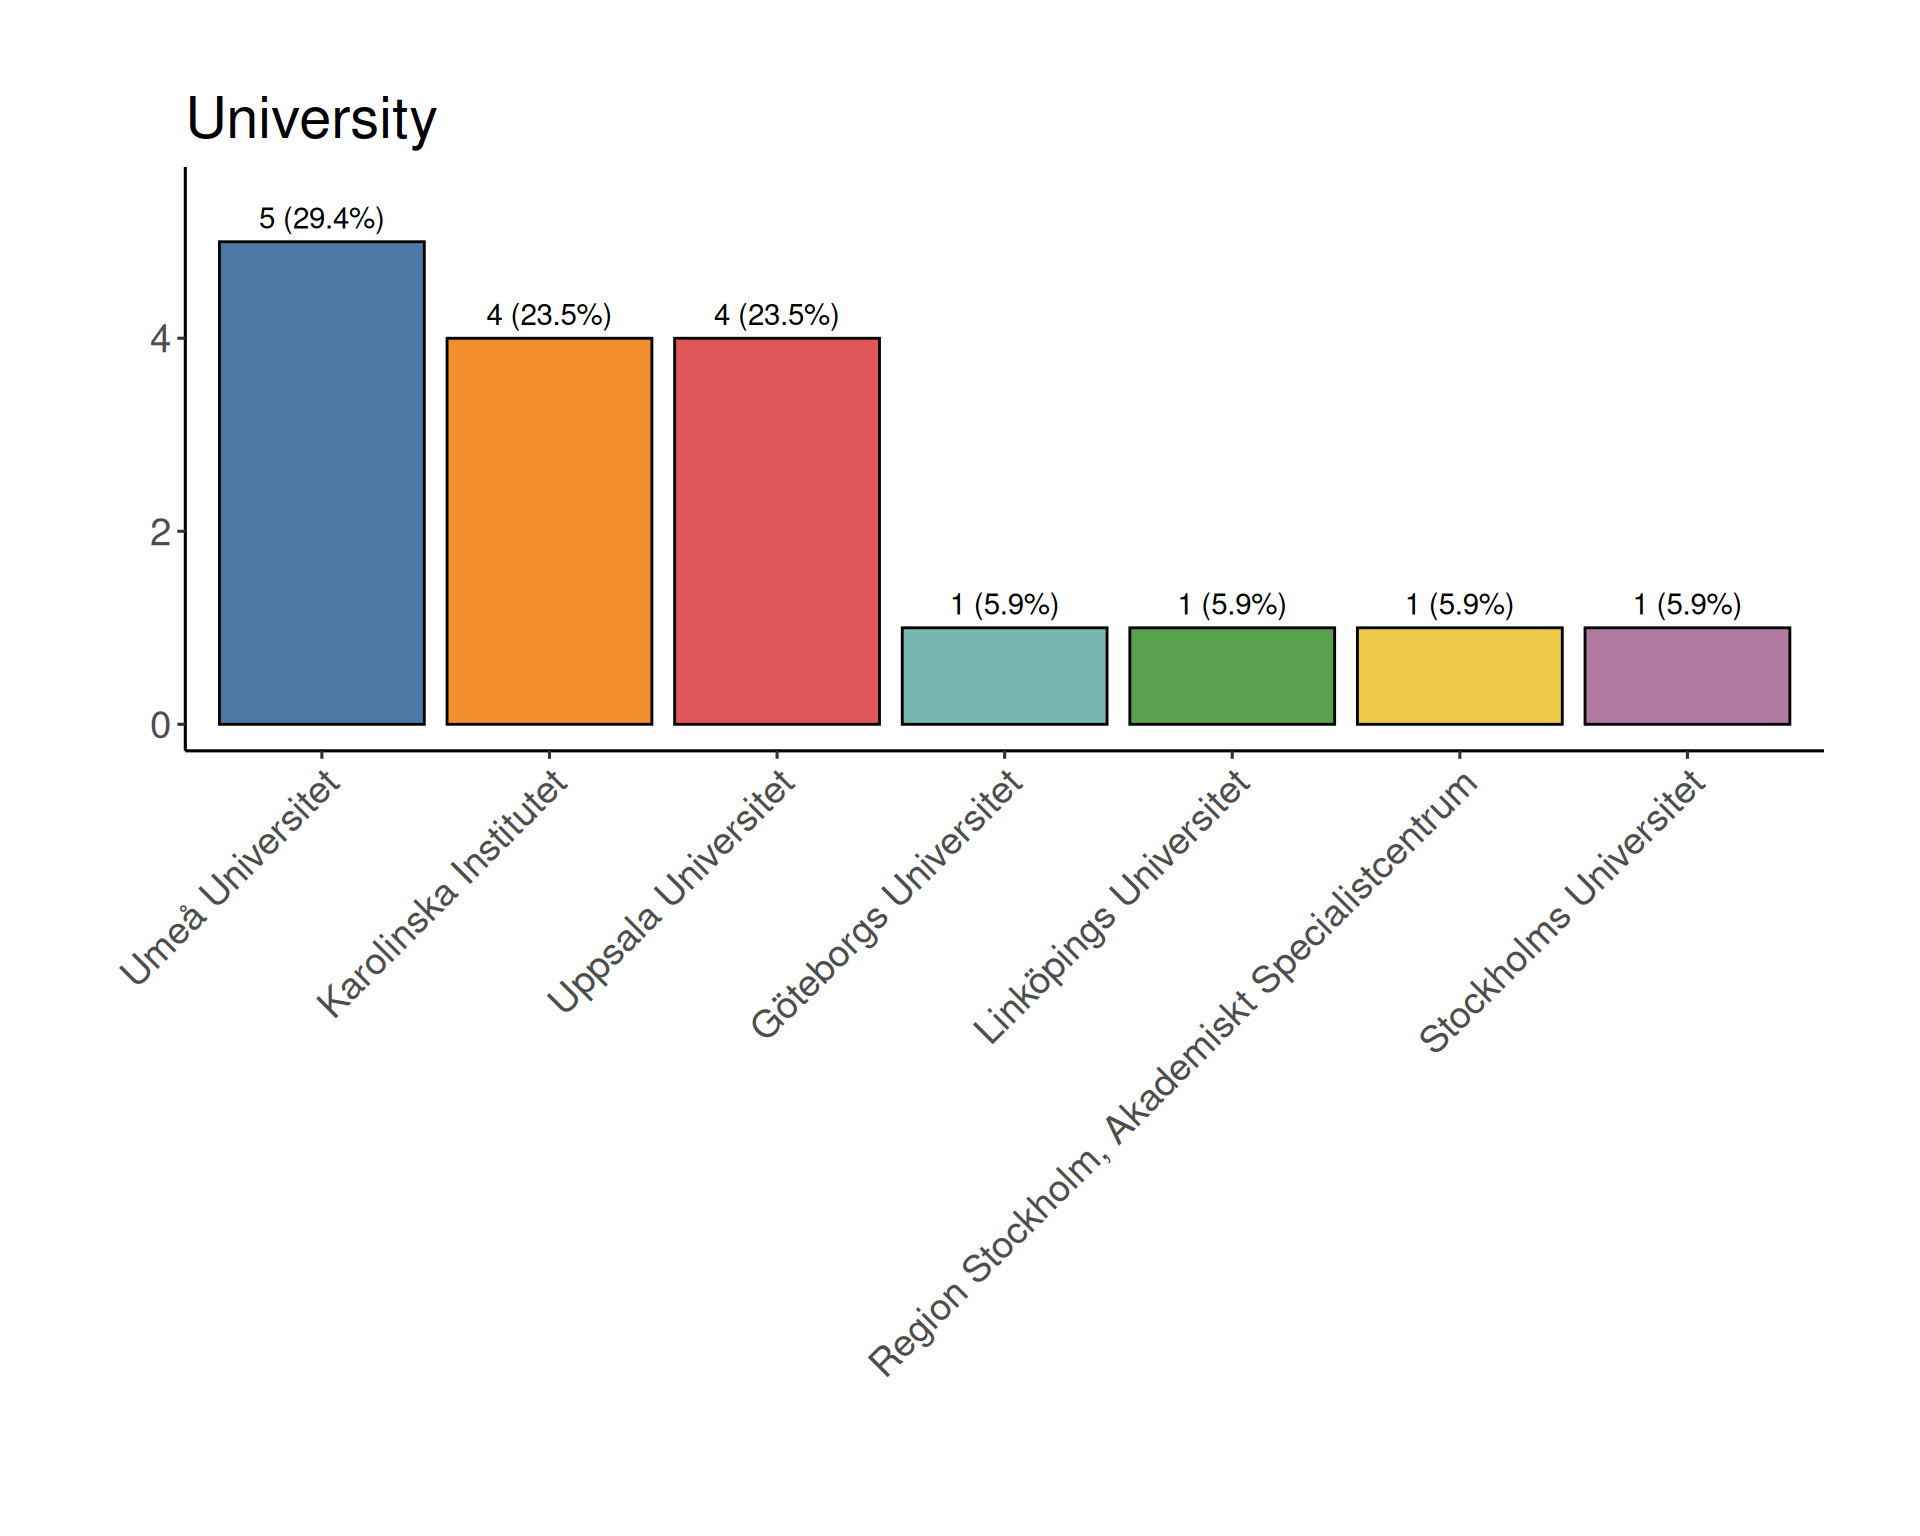 University
5 (29.4%)
4 (23.5%)
4 (23.5%)
1 (5.9%)
1 (5.9%)
1 (5.9%)
1 (5.9%)
4
2
0
Umeå Universitet
Karolinska Institutet
Uppsala Universitet
Göteborgs Universitet
Linköpings Universitet
Region Stockholm, Akademiskt Specialistcentrum
Stockholms Universitet